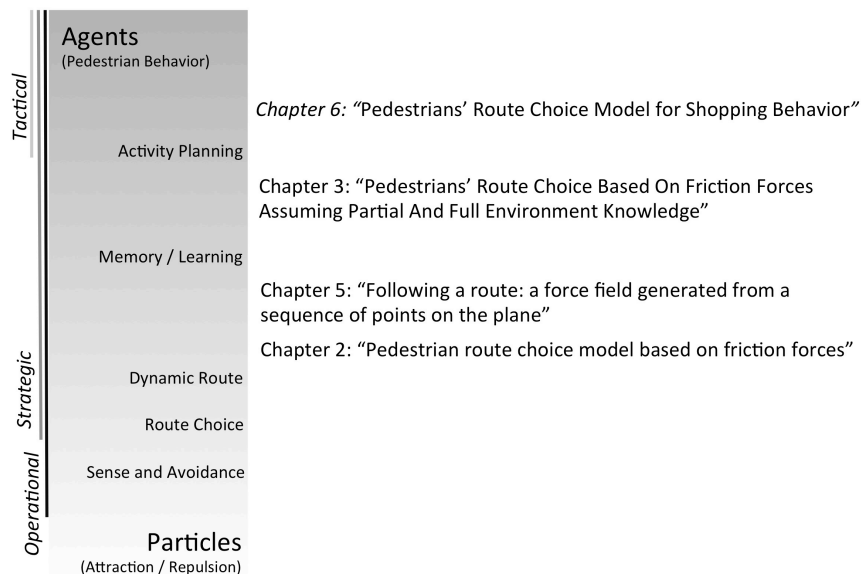 Agents
(Pedestrian Behavior)
Tactical
Chapter 6: “Pedestrians’ Route Choice Model for Shopping Behavior”
Activity Planning
Chapter 3: “Pedestrians’ Route Choice Based On Friction Forces
Assuming Partial And Full Environment Knowledge”
Memory / Learning
Chapter 5: “Following a route: a force field generated from a
sequence of points on the plane”
Chapter 2: “Pedestrian route choice model based on friction forces”
Strategic
Dynamic Route
Route Choice
Sense and Avoidance
Operational
Particles
(Attraction / Repulsion)